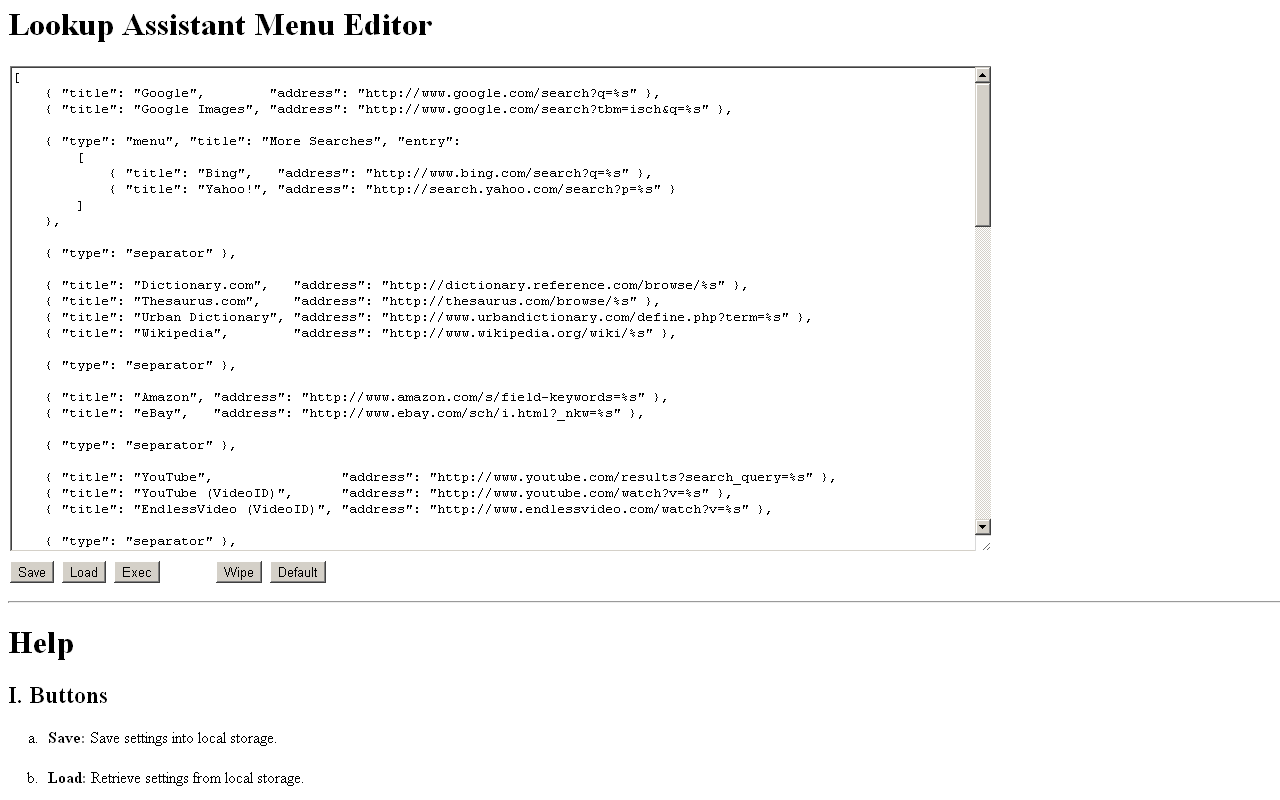 Lookup Assistant Menu Editor
[
    { "title": "Google",        "address": "http://www.google.com/search?q=%s" },
    { "title": "Google Images", "address": "http://www.google.com/search?tbm=isch&q=%s" },
    { "type": "menu", "title": "More Searches", "entry":
        [
            { "title": "Bing",   "address": "http://www.bing.com/search?q=%s" },
            { "title": "Yahoo!", "address": "http://search.yahoo.com/search?p=%s" }
        ]
    },
    { "type": "separator" },
    { "title": "Dictionary.com",   "address": "http://dictionary.reference.com/browse/%s" },
    { "title": "Thesaurus.com",    "address": "http://thesaurus.com/browse/%s" },
    { "title": "Urban Dictionary", "address": "http://www.urbandictionary.com/define.php?term=%s" },
    { "title": "Wikipedia",        "address": "http://www.wikipedia.org/wiki/%s" },
    { "type": "separator" },
    { "title": "Amazon", "address": "http://www.amazon.com/s/field-keywords=%s" },
    { "title": "eBay",   "address": "http://www.ebay.com/sch/i.html?_nkw=%s" },
    { "type": "separator" },
    { "title": "YouTube",                "address": "http://www.youtube.com/results?search_query=%s" },
    { "title": "YouTube (VideoID)",      "address": "http://www.youtube.com/watch?v=%s" },
    { "title": "EndlessVideo (VideoID)", "address": "http://www.endlessvideo.com/watch?v=%s" },
    { "type": "separator" },
Save Load Exec Wipe Default
Help
I. Buttons
a. Save: Save settings into local storage.
b. Load: Retrieve settings from local storage.